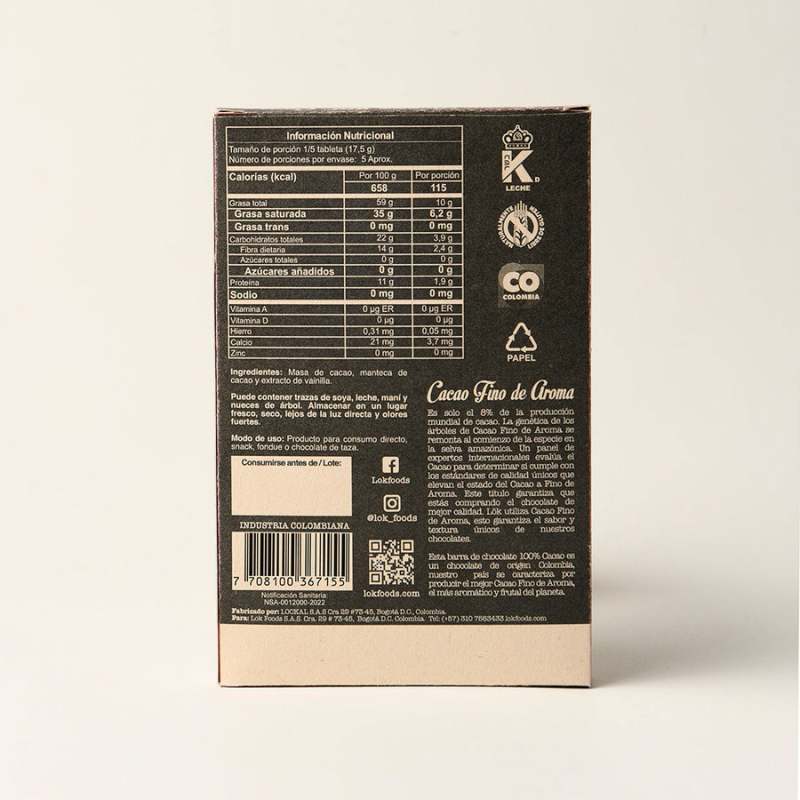 Información Nutricional
Tamaño de porción 1/5 tableta (17,5 g)
Número de porciones por envase: 5 Aprox.
Calorías (kcal) Por 100 g Por porción
658 115
Grasa total 59 g 10 g
Grasa saturada 35 g 6,2 g
Grasa trans 0 mg 0 mg
Carbohidratos totales 22 g 3,9 g
Fibra dietaria 14 g 2,4 g
Azúcares totales 0 g 0 g
Azúcares añadidos 0 g 0 g
Proteína 11 g 1,9 g
Sodio 0 mg 0 mg
Vitamina A 0 µg ER 0 µg ER
Vitamina D 0 µg 0 µg
Hierro 0,31 mg 0,05 mg
Calcio 21 mg 3,7 mg
Zinc 0 mg 0 mg
Ingredientes: Masa de cacao, manteca de
cacao y extracto de vainilla.
Puede contener trazas de soya, leche, maní y
nueces de árbol. Almacenar en un lugar
fresco, seco, lejos de la luz directa y olores
fuertes.
Modo de uso: Producto para consumo directo,
snack, fondue o chocolate de taza.
Consumirse antes de / Lote:
INDUSTRIA COLOMBIANA
7 708100 367155
Notificación Sanitaria:
NSA-0012000-2022
Lokfoods
@lok_foods
lokfoods.com
K D
LECHE
NATURALMENTE
CO
COLOMBIA
PAPEL
Cacao Fino de Aroma
Es solo el 8% de la producción
mundial de cacao. La genética de los
árboles de Cacao Fino de Aroma se
remonta al comienzo de la especie en
la selva amazónica. Un panel de
expertos internacionales evalúa el
Cacao para determinar si cumple con
los estándares de calidad únicos que
elevan el estado del Cacao a Fino de
Aroma. Este titulo garantiza que
estás comprando el chocolate de
mejor calidad. Lök utiliza Cacao Fino
de Aroma, esto garantiza el sabor y
textura únicos de nuestros
chocolates.
Esta barra de chocolate 100% Cacao es
un chocolate de origen Colombia,
nuestro país se caracteriza por
producir el mejor Cacao Fino de Aroma,
el más aromático y frutal del planeta.
Fabricado por: LOCKAL S.A.S Cra 29 #73-45, Bogotá D.C., Colombia.
Para: Lok Foods S.A.S. Cra. 29 # 73-45, Bogotá D.C. Colombia. Tel: (+57) 310 7663433 lokfoods.com